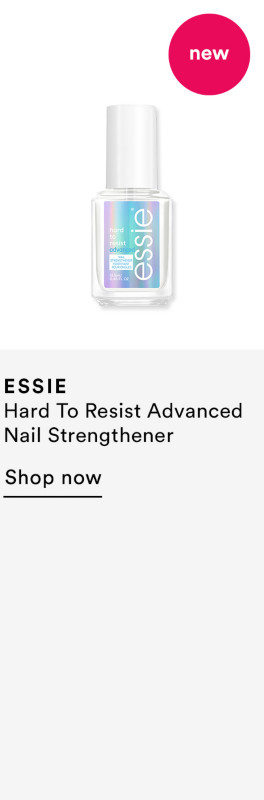 new
hard
to
resist
advanced
essie
ESSIE
Hard To Resist Advanced
Nail Strengthener
Shop now